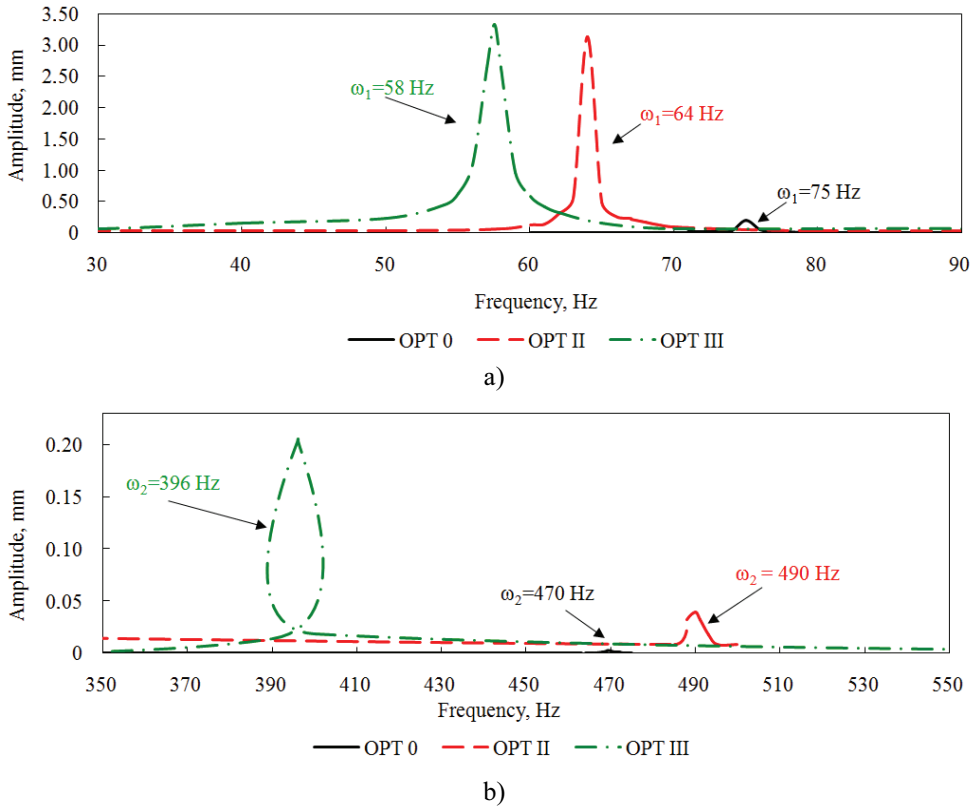 3.50
3.00
2.50
2.00
1.50
1.00
0.50
0
Amplitude, mm
ω1=58 Hz
ω1=64 Hz
ω1=75 Hz
30 40 50 60 70 80 90
Frequency, Hz
OPT 0 OPT II OPT III
a)
0.20
0.15
0.10
0.05
0
Amplitude, mm
ω2=396 Hz
ω2=470 Hz
ω2 = 490 Hz
350 370 390 410 430 450 470 490 510 530 550
Frequency, Hz
OPT 0 OPT II OPT III
b)